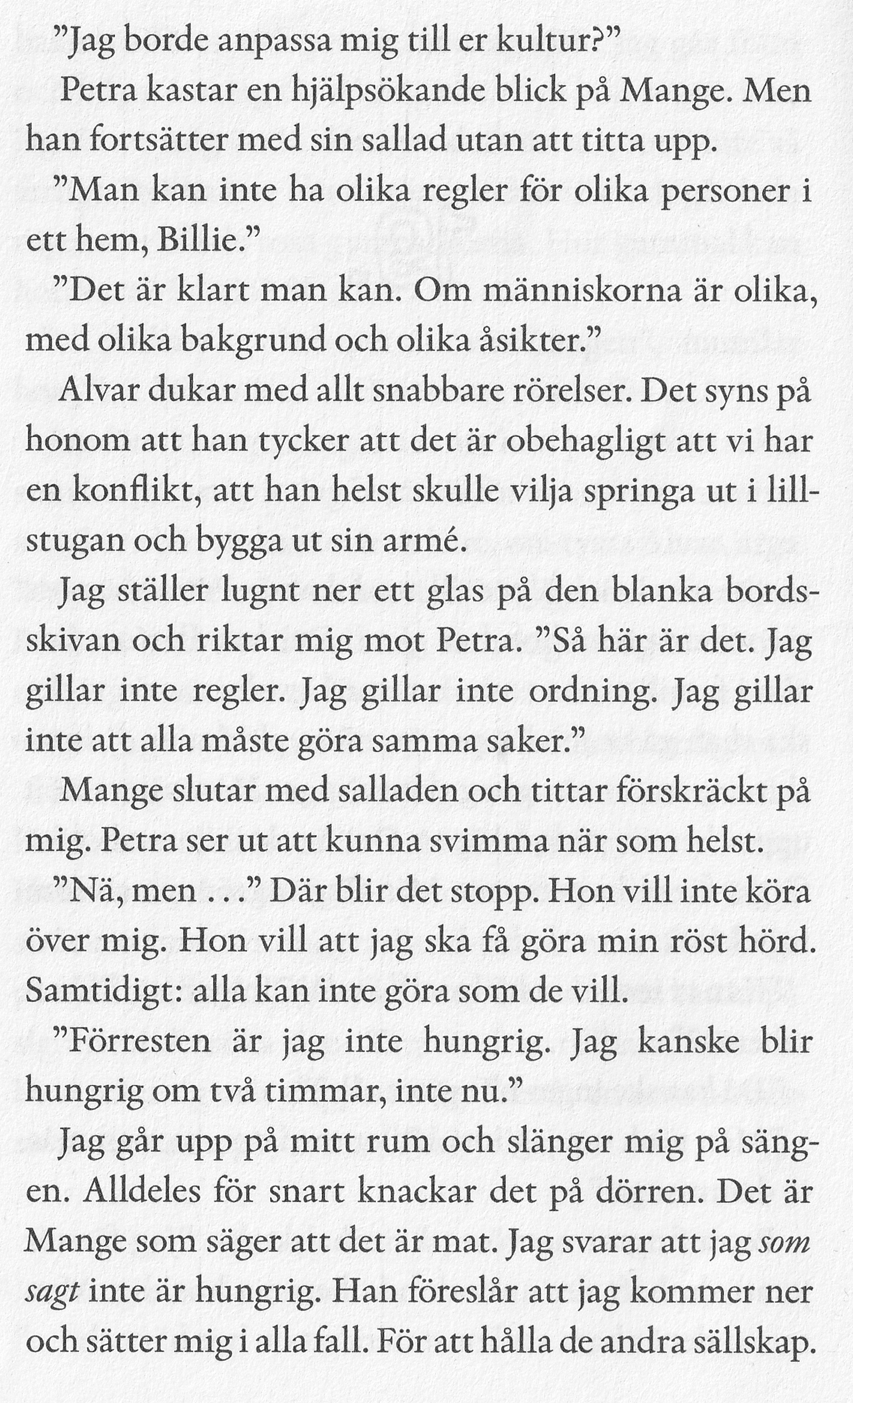 ”Jag borde anpassa mig till er kultur?”
Petra kastar en hjälpsökande blick på Mange. Men
han fortsätter med sin sallad utan att titta upp.
”Man kan inte ha olika regler för olika personer i
ett hem, Billie.”
”Det är klart man kan. Om människorna är olika,
med olika bakgrund och olika åsikter.”
Alvar dukar med allt snabbare rörelser. Det syns på
honom att han tycker att det är obehagligt att vi har
en konflikt, att han helst skulle vilja springa ut i lill-
stugan och bygga ut sin armé.
Jag ställer lugnt ner ett glas på den blanka bords-
skivan och riktar mig mot Petra. ”Så här är det. Jag
gillar inte regler. Jag gillar inte ordning. Jag gillar
inte att alla måste göra samma saker.”
Mange slutar med salladen och tittar förskräckt på
mig. Petra ser ut att kunna svimma när som helst.
”Nä, men …” Där blir det stopp. Hon vill inte köra
över mig. Hon vill att jag ska få göra min röst hörd.
Samtidigt: alla kan inte göra som de vill.
”Förresten är jag inte hungrig. Jag kanske blir
hungrig om två timmar, inte nu.”
Jag går upp på mitt rum och slänger mig på säng-
en. Alldeles för snart knackar det på dörren. Det är
Mange som säger att det är mat. Jag svarar att jag som
sagt inte är hungrig. Han föreslår att jag kommer ner
och sätter mig i alla fall. För att hålla de andra sällskap.